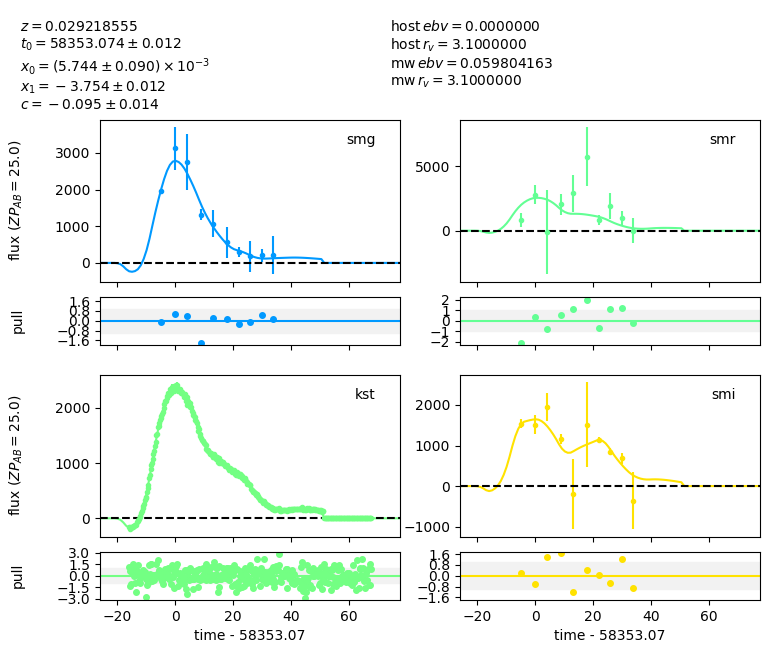 z = 0.029218555
t0 = 58353.074 ± 0.012
x0 = (5.744 ± 0.090) × 10^−3
x1 = −3.754 ± 0.012
c = −0.095 ± 0.014
host ebv = 0.0000000
host rv = 3.1000000
mw ebv = 0.059804163
mw rv = 3.1000000
smg
flux (ZP_AB = 25.0)
3000
2000
1000
0
smr
5000
0
pull
1.6
0.8
0.0
−0.8
−1.6
2
1
0
−1
−2
kst
flux (ZP_AB = 25.0)
2000
1000
0
smi
2000
1000
0
−1000
pull
3.0
1.5
0.0
−1.5
−3.0
−20 0 20 40 60
time - 58353.07
1.6
0.8
0.0
−0.8
−1.6
−20 0 20 40 60
time - 58353.07